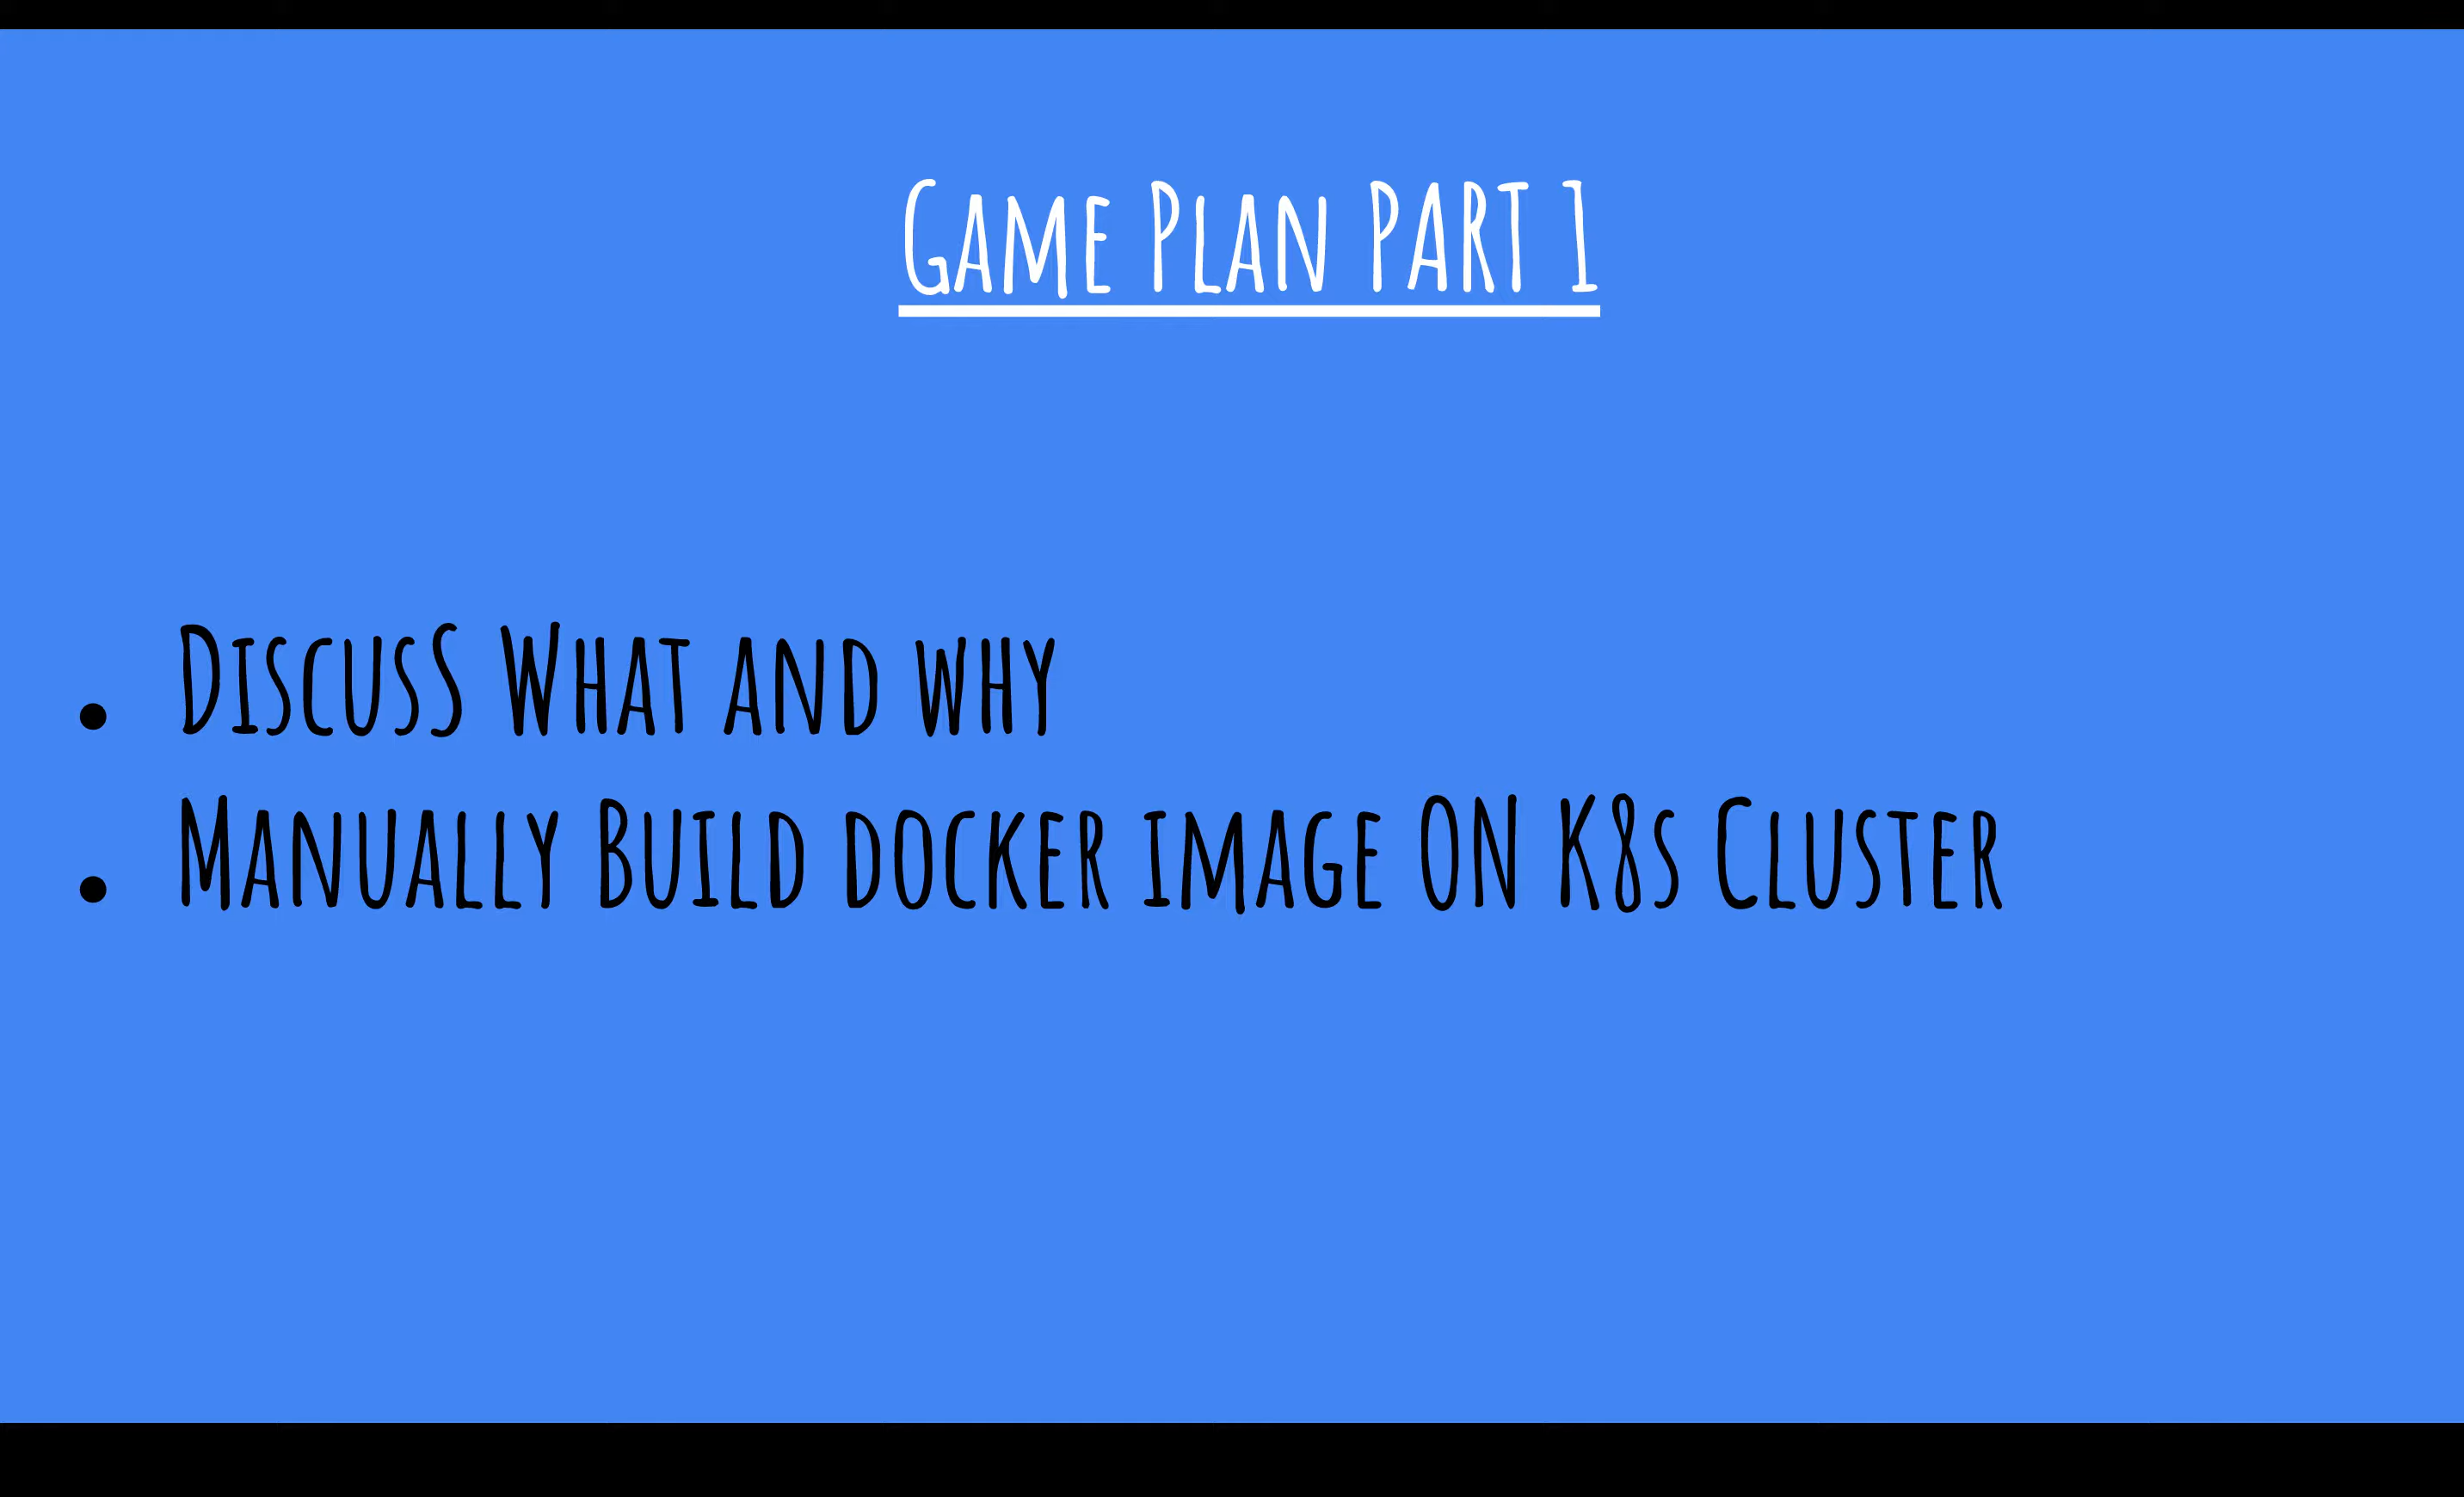 Game Plan Part 1
• DiscusS What and why
• Manually Build docker image ON K8s Cluster